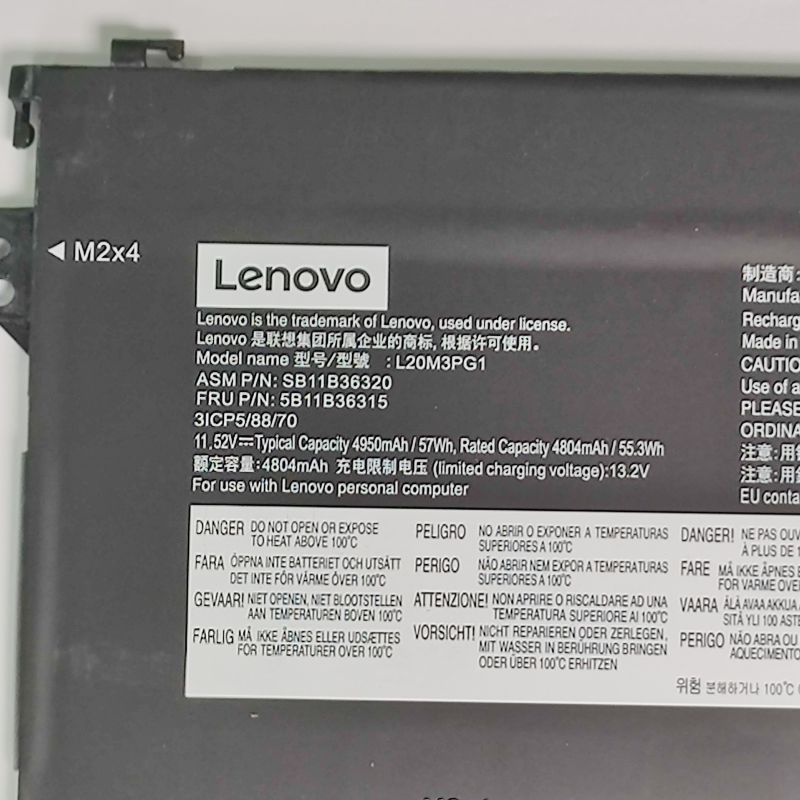 M2x4
Lenovo
Lenovo is the trademark of Lenovo, used under license.
Lenovo 是联想集团所属企业的商标, 根据许可使用。
Model name 型号/型號 : L20M3PG1
ASM P/N: SB11B36320
FRU P/N: 5B11B36315
3ICP5/88/70
11.52V⎓Typical Capacity 4950mAh / 57Wh, Rated Capacity 4804mAh / 55.3Wh
额定容量:4804mAh 充电限制电压 (limited charging voltage):13.2V
For use with Lenovo personal computer
制造商:
Manufa
Recharg
Made in
CAUTIO
Use of a
PLEASE
ORDINA
注意:用
注意:用
EU conta
DANGER DO NOT OPEN OR EXPOSE
TO HEAT ABOVE 100°C
FARA ÖPPNA INTE BATTERIET OCH UTSÄTT
DET INTE FÖR VÄRME ÖVER 100°C
GEVAAR! NIET OPENEN, NIET BLOOTSTELLEN
AAN TEMPERATUREN BOVEN 100°C
FARLIG MÅ IKKE ÅBNES ELLER UDSÆTTES
FOR TEMPERATURER OVER 100°C
PELIGRO NO ABRIR O EXPONER A TEMPERATURAS
SUPERIORES A 100°C
PERIGO NÃO ABRIR NEM EXPOR A TEMPERATURAS
SUPERIORES A 100°C
ATTENZIONE! NON APRIRE O RISCALDARE AD UNA
TEMPERATURA SUPERIORE AI 100°C
VORSICHT! NICHT REPARIEREN ODER ZERLEGEN,
MIT WASSER IN BERÜHRUNG BRINGEN
ODER ÜBER 100°C ERHITZEN
DANGER! NE PAS OUV
À PLUS DE 1
FARE MÅ IKKE ÅPNES E
FOR VARME OVER
VAARA ÄLÄ AVAA AKKUA
SITÄ YLI 100 ASTE
PERIGO NÃO ABRA OU
AQUECIMENTO
위험 분해하거나 100°C